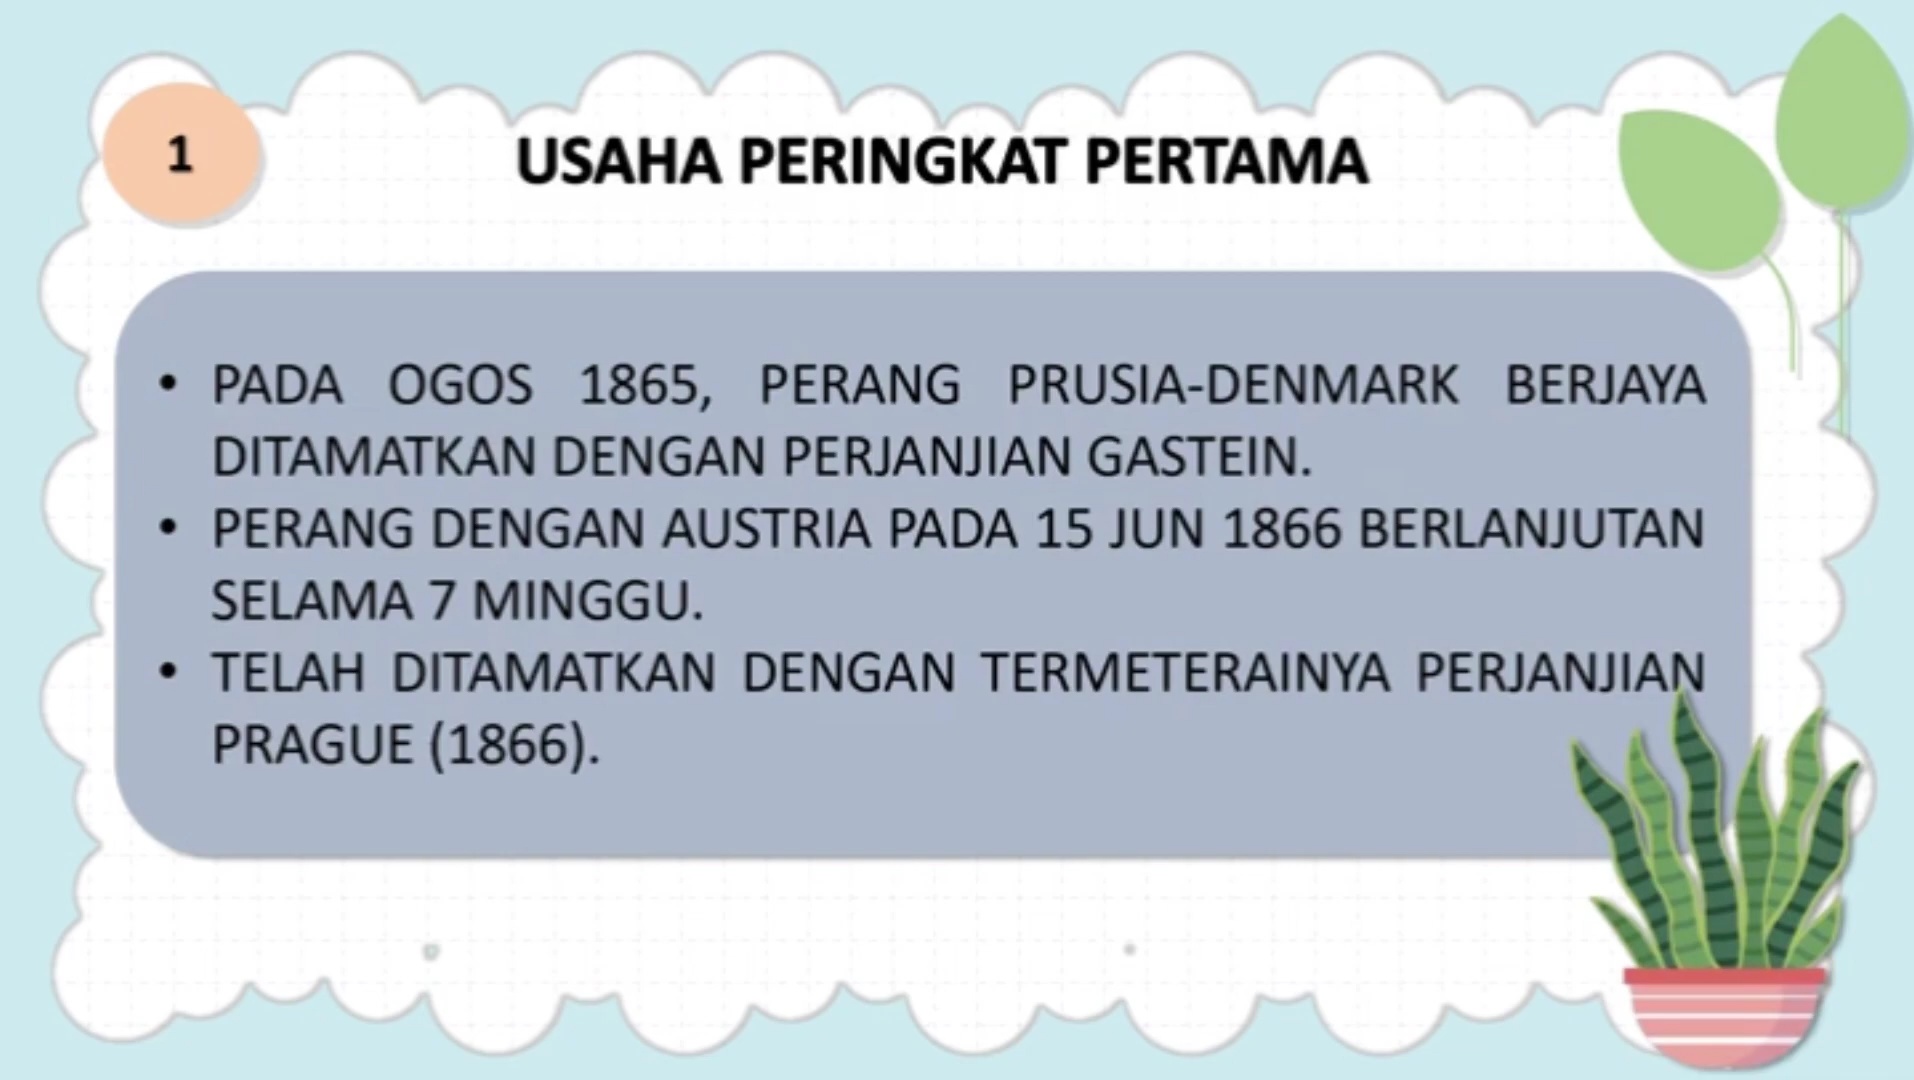 1
USAHA PERINGKAT PERTAMA
• PADA OGOS 1865, PERANG PRUSIA-DENMARK BERJAYA
DITAMATKAN DENGAN PERJANJIAN GASTEIN.
• PERANG DENGAN AUSTRIA PADA 15 JUN 1866 BERLANJUTAN
SELAMA 7 MINGGU.
• TELAH DITAMATKAN DENGAN TERMETERAINYA PERJANJIAN
PRAGUE (1866).